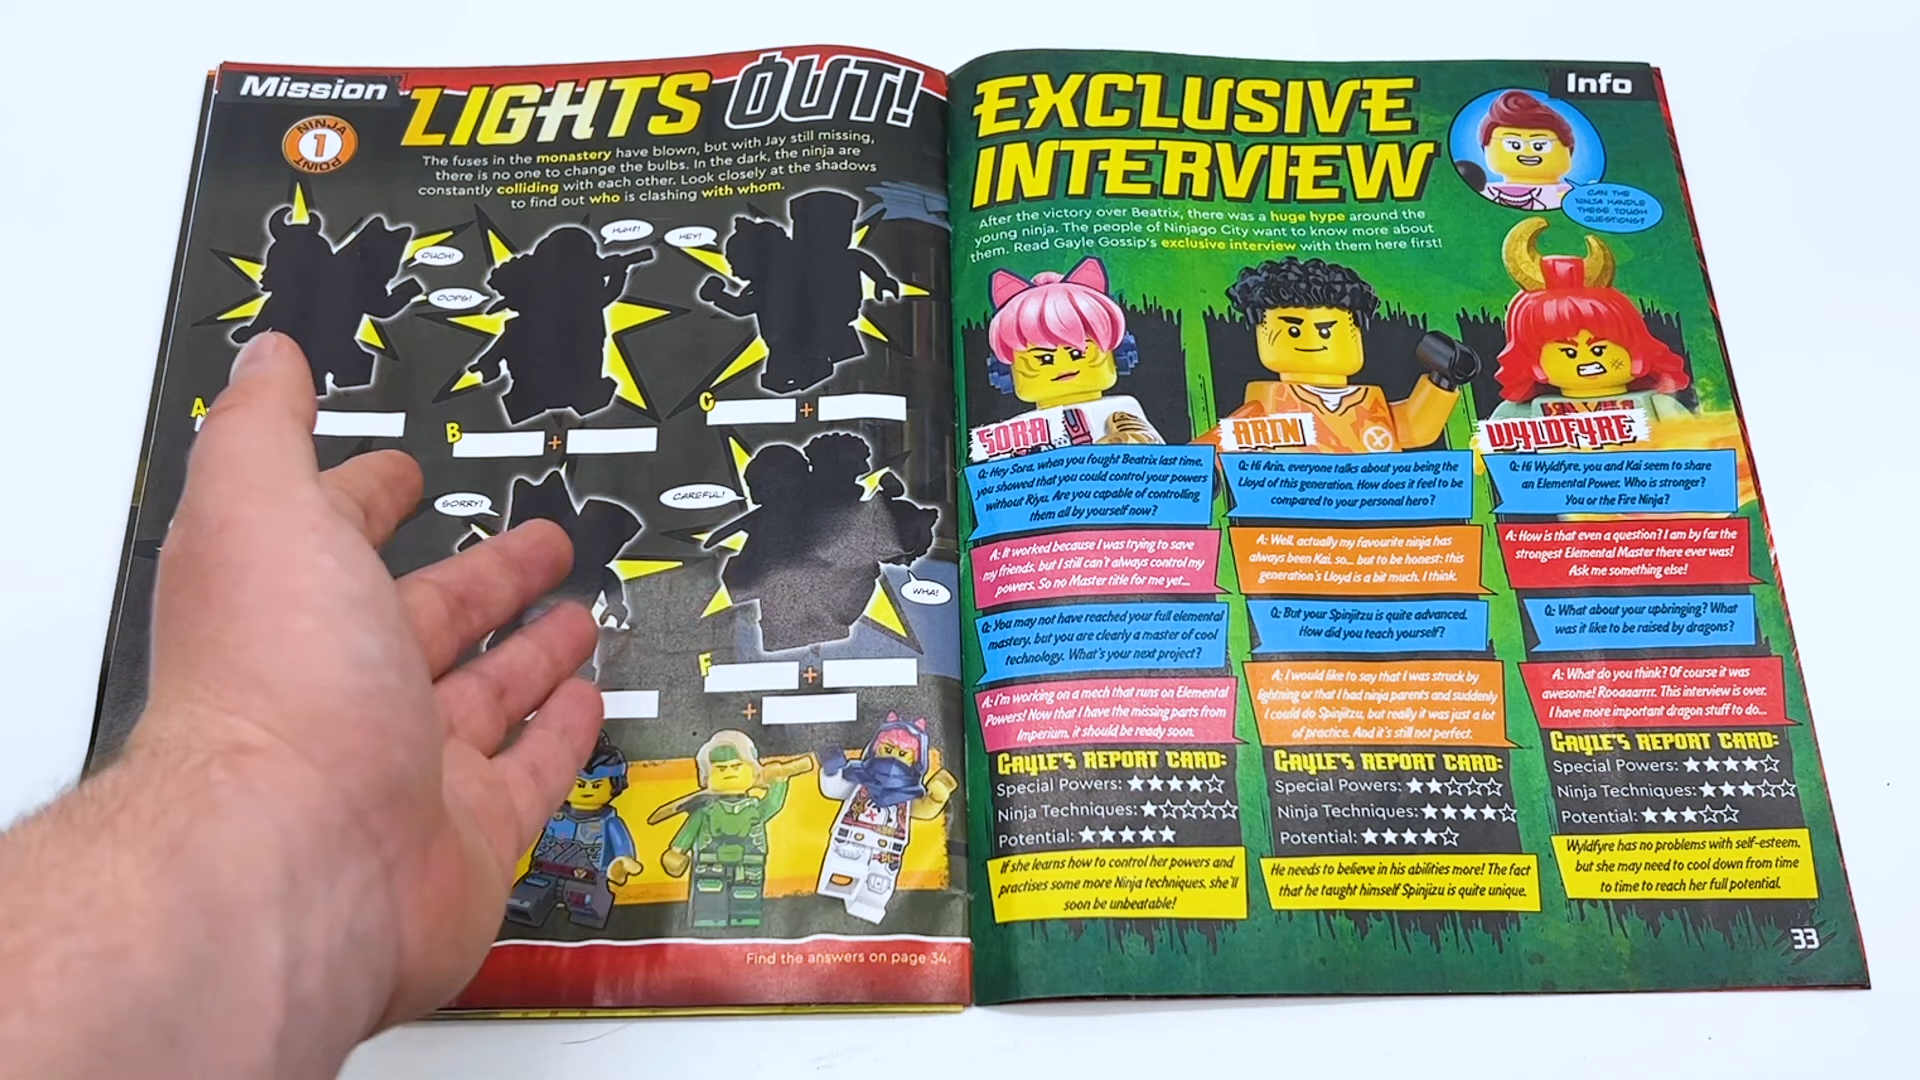 Mission
NINJA
1
POINT
LIGHTS OUT!
The fuses in the monastery have blown, but with Jay still missing,
there is no one to change the bulbs. In the dark, the ninja are
constantly colliding with each other. Look closely at the shadows
to find out who is clashing with whom.
OUCH!
HUH?!
OOPS!
HEY!
A
B
+
C
+
SORRY!
CAREFUL!
WHA!
F
+
+
Find the answers on page 34.
Info
EXCLUSIVE
INTERVIEW
CAN THE
NINJA HANDLE
THESE TOUGH
QUESTIONS?
After the victory over Beatrix, there was a huge hype around the
young ninja. The people of Ninjago City want to know more about
them. Read Gayle Gossip's exclusive interview with them here first!
SORA
Q: Hey Sora, when you fought Beatrix last time,
you showed that you could control your powers
without Riyu. Are you capable of controlling
them all by yourself now?
A: It worked because I was trying to save
my friends, but I still can't always control my
powers. So no Master title for me yet...
Q: You may not have reached your full elemental
mastery, but you are clearly a master of cool
technology. What's your next project?
A: I'm working on a mech that runs on Elemental
Powers! Now that I have the missing parts from
Imperium, it should be ready soon.
GAYLE'S REPORT CARD:
Special Powers: ★★★★☆
Ninja Techniques: ★☆☆☆☆
Potential: ★★★★★
If she learns how to control her powers and
practises some more Ninja techniques, she'll
soon be unbeatable!
ARIN
Q: Hi Arin, everyone talks about you being the
Lloyd of this generation. How does it feel to be
compared to your personal hero?
A: Well, actually my favourite ninja has
always been Kai, so... but to be honest: this
generation's Lloyd is a bit much, I think.
Q: But your Spinjitzu is quite advanced.
How did you teach yourself?
A: I would like to say that I was struck by
lightning or that I had ninja parents and suddenly
I could do Spinjitzu, but really it was just a lot
of practice. And it's still not perfect.
GAYLE'S REPORT CARD:
Special Powers: ★★☆☆☆
Ninja Techniques: ★★★★☆
Potential: ★★★★☆
He needs to believe in his abilities more! The fact
that he taught himself Spinjizu is quite unique.
WYLDFYRE
Q: Hi Wyldfyre, you and Kai seem to share
an Elemental Power. Who is stronger?
You or the Fire Ninja?
A: How is that even a question? I am by far the
strongest Elemental Master there ever was!
Ask me something else!
Q: What about your upbringing? What
was it like to be raised by dragons?
A: What do you think? Of course it was
awesome! Rooaaarrrr. This interview is over.
I have more important dragon stuff to do...
GAYLE'S REPORT CARD:
Special Powers: ★★★★☆
Ninja Techniques: ★★★☆☆
Potential: ★★★☆☆
Wyldfyre has no problems with self-esteem,
but she may need to cool down from time
to time to reach her full potential.
33